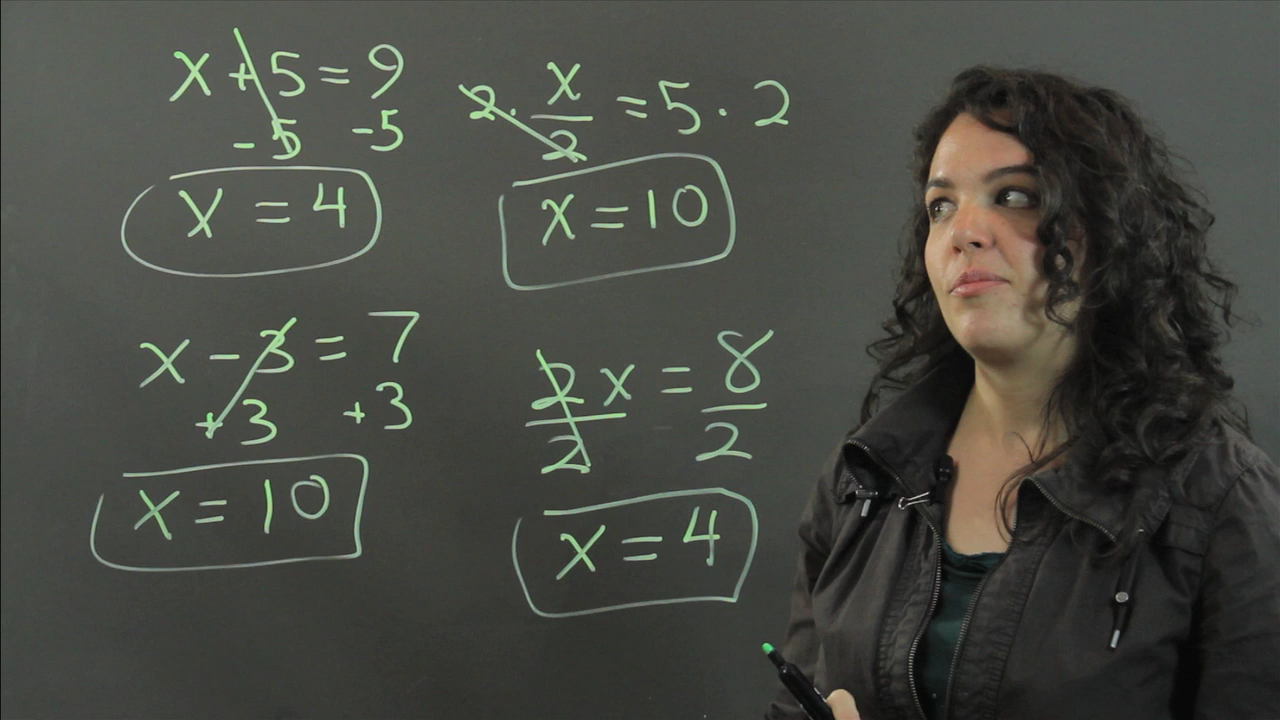 x + 5 = 9
- 5 -5
x = 4
2 · x/2 = 5 · 2
x = 10
x - 3 = 7
+ 3 + 3
x = 10
2x = 8
2 2
x = 4